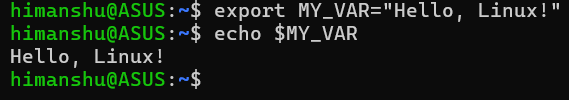 himanshu@ASUS:~$ export MY_VAR="Hello, Linux!"
himanshu@ASUS:~$ echo $MY_VAR
Hello, Linux!
himanshu@ASUS:~$